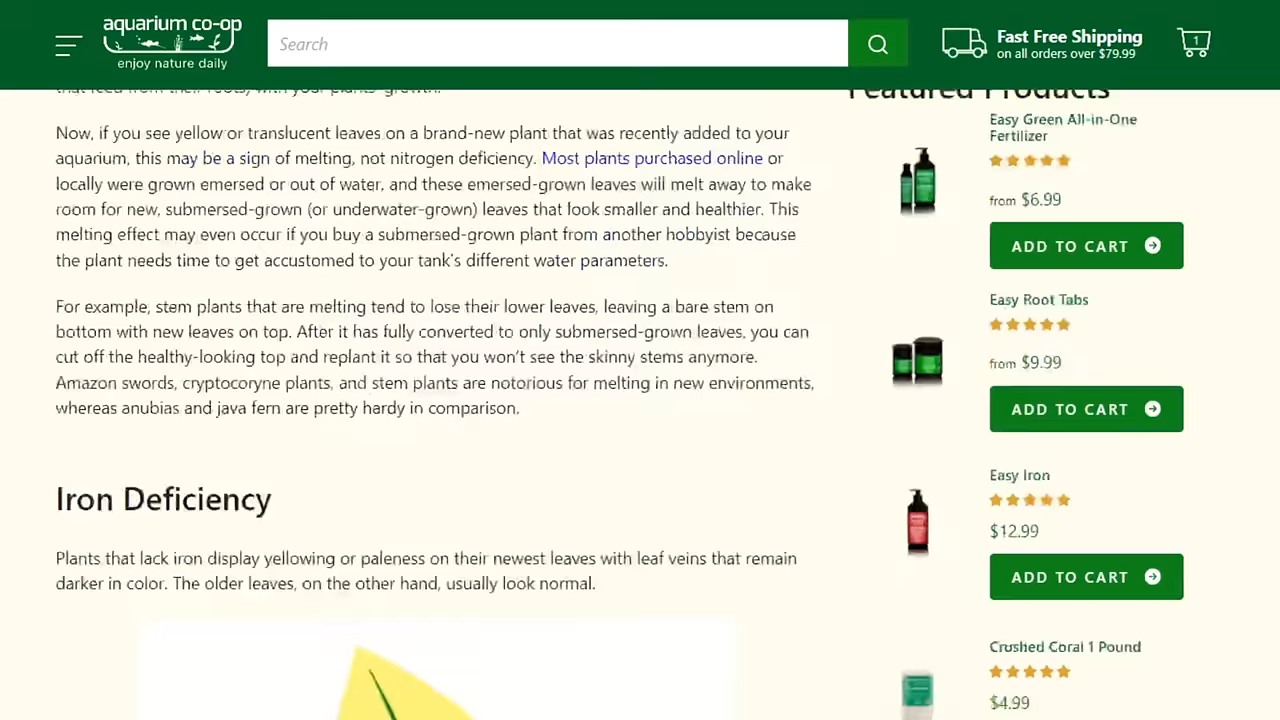 aquarium co-op
enjoy nature daily
Search
Fast Free Shipping
on all orders over $79.99
1
that feed from their roots, with your plants' growth.
Now, if you see yellow or translucent leaves on a brand-new plant that was recently added to your
aquarium, this may be a sign of melting, not nitrogen deficiency. Most plants purchased online or
locally were grown emersed or out of water, and these emersed-grown leaves will melt away to make
room for new, submersed-grown (or underwater-grown) leaves that look smaller and healthier. This
melting effect may even occur if you buy a submersed-grown plant from another hobbyist because
the plant needs time to get accustomed to your tank's different water parameters.
For example, stem plants that are melting tend to lose their lower leaves, leaving a bare stem on
bottom with new leaves on top. After it has fully converted to only submersed-grown leaves, you can
cut off the healthy-looking top and replant it so that you won't see the skinny stems anymore.
Amazon swords, cryptocoryne plants, and stem plants are notorious for melting in new environments,
whereas anubias and java fern are pretty hardy in comparison.
Iron Deficiency
Plants that lack iron display yellowing or paleness on their newest leaves with leaf veins that remain
darker in color. The older leaves, on the other hand, usually look normal.
Featured Products
Easy Green All-in-One
Fertilizer
from $6.99
ADD TO CART
Easy Root Tabs
from $9.99
ADD TO CART
Easy Iron
$12.99
ADD TO CART
Crushed Coral 1 Pound
$4.99